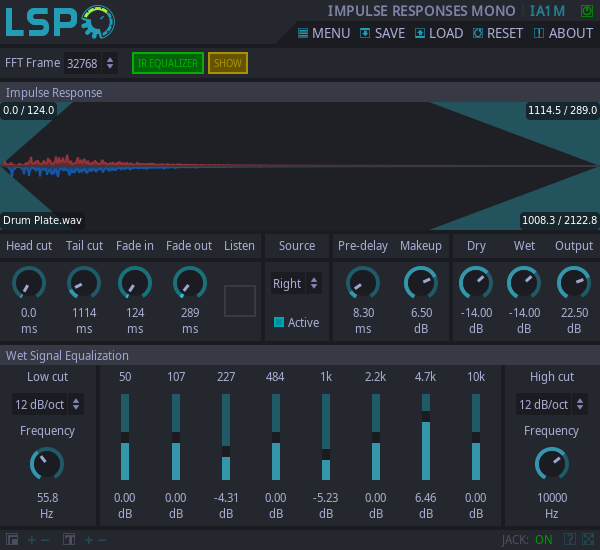 LSP
IMPULSE RESPONSES MONO IA1M
MENU SAVE LOAD RESET ABOUT
FFT Frame 32768 IR EQUALIZER SHOW
Impulse Response
0.0 / 124.0 1114.5 / 289.0
Drum Plate.wav 1008.3 / 2122.8
Head cut Tail cut Fade in Fade out Listen Source Pre-delay Makeup Dry Wet Output
Right
0.0 1114 124 289 8.30 6.50 -14.00 -14.00 22.50
ms ms ms ms Active ms dB dB dB dB
Wet Signal Equalization
Low cut 50 107 227 484 1k 2.2k 4.7k 10k High cut
12 dB/oct 12 dB/oct
Frequency Frequency
55.8 0.00 0.00 -4.31 0.00 -5.23 0.00 6.46 0.00 10000
Hz dB dB dB dB dB dB dB dB Hz
JACK: ON